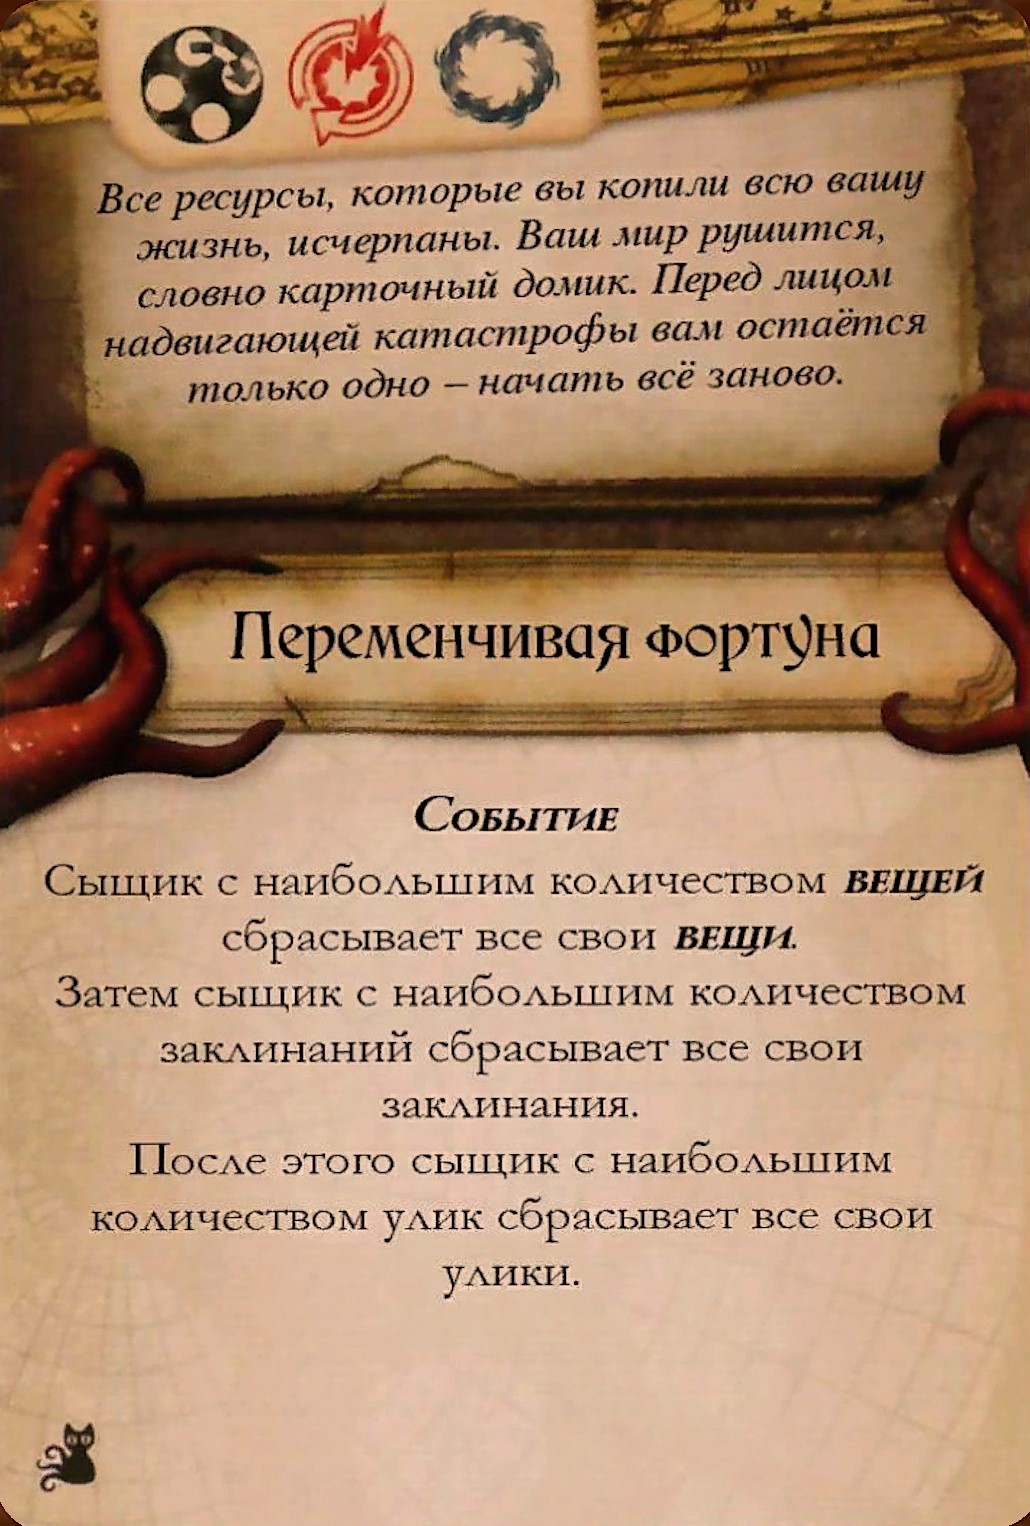 Все ресурсы, которые вы копили всю вашу
жизнь, исчерпаны. Ваш мир рушится,
словно карточный домик. Перед лицом
надвигающей катастрофы вам остаётся
только одно – начать всё заново.
Переменчивая фортуна
Событие
Сыщик с наибольшим количеством ВЕЩЕЙ
сбрасывает все свои ВЕЩИ.
Затем сыщик с наибольшим количеством
заклинаний сбрасывает все свои
заклинания.
После этого сыщик с наибольшим
количеством улик сбрасывает все свои
улики.